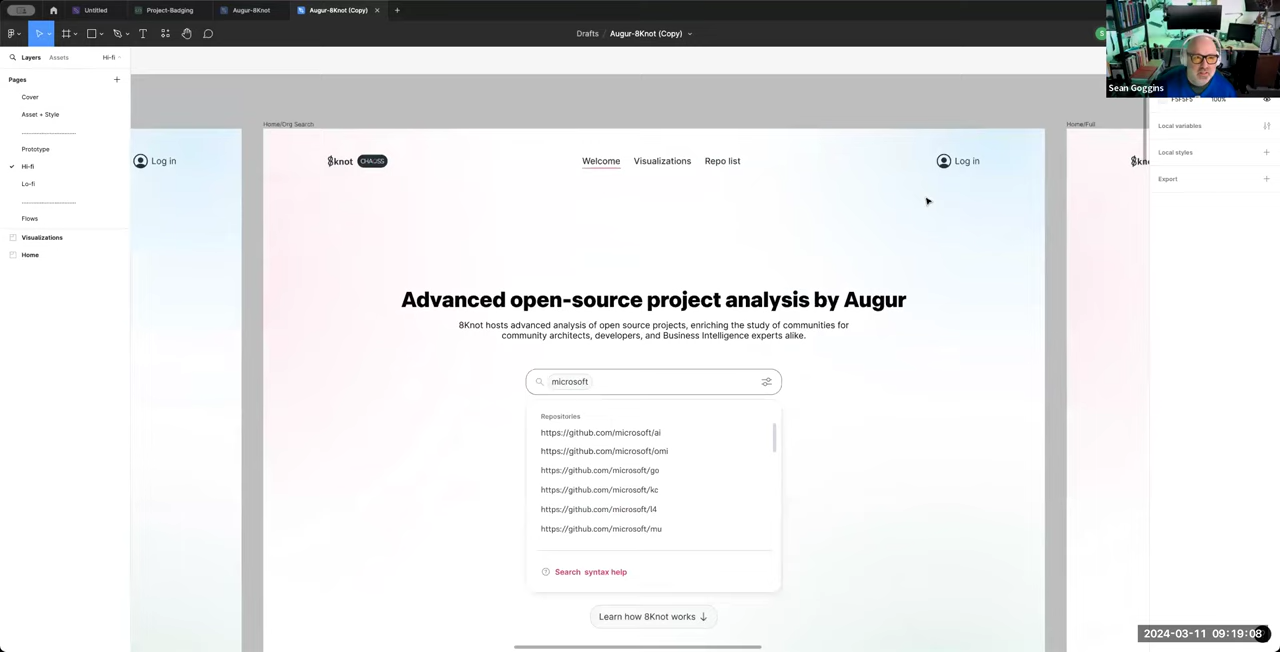 Untitled
Project-Badging
Augur-8Knot
Augur-8Knot (Copy)
Drafts / Augur-8Knot (Copy)
S
Sean Goggins
Layers
Assets
Hi-fi
Pages
Cover
Asset + Style
Prototype
Hi-fi
Lo-fi
Flows
Visualizations
Home
F5F5F5 100%
Local variables
Local styles
Export
Home/Org Search
Home/Full
Log in
8knot CHAOSS
Welcome
Visualizations
Repo list
Log in
8kn
Advanced open-source project analysis by Augur
8Knot hosts advanced analysis of open source projects, enriching the study of communities for
community architects, developers, and Business Intelligence experts alike.
microsoft
Repositories
https://github.com/microsoft/ai
https://github.com/microsoft/omi
https://github.com/microsoft/go
https://github.com/microsoft/kc
https://github.com/microsoft/l4
https://github.com/microsoft/mu
Search syntax help
Learn how 8Knot works
2024-03-11 09:19:08